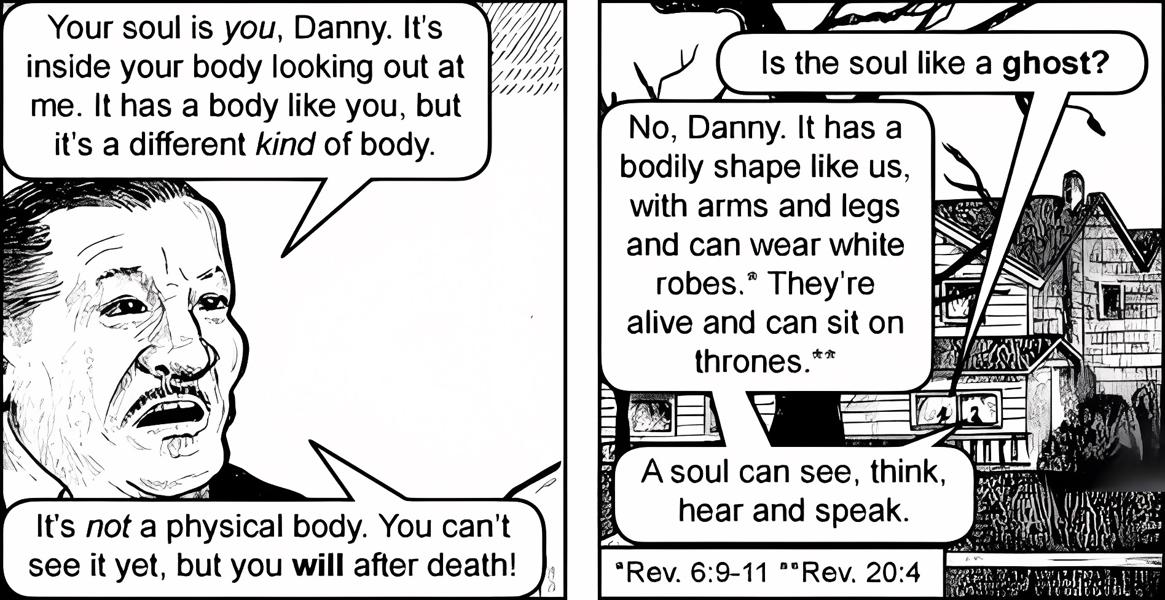 Your soul is you, Danny. It's
inside your body looking out at
me. It has a body like you, but
it's a different kind of body.
It's not a physical body. You can't
see it yet, but you will after death!
Is the soul like a ghost?
No, Danny. It has a
bodily shape like us,
with arms and legs
and can wear white
robes.* They're
alive and can sit on
thrones.**
A soul can see, think,
hear and speak.
*Rev. 6:9-11 **Rev. 20:4